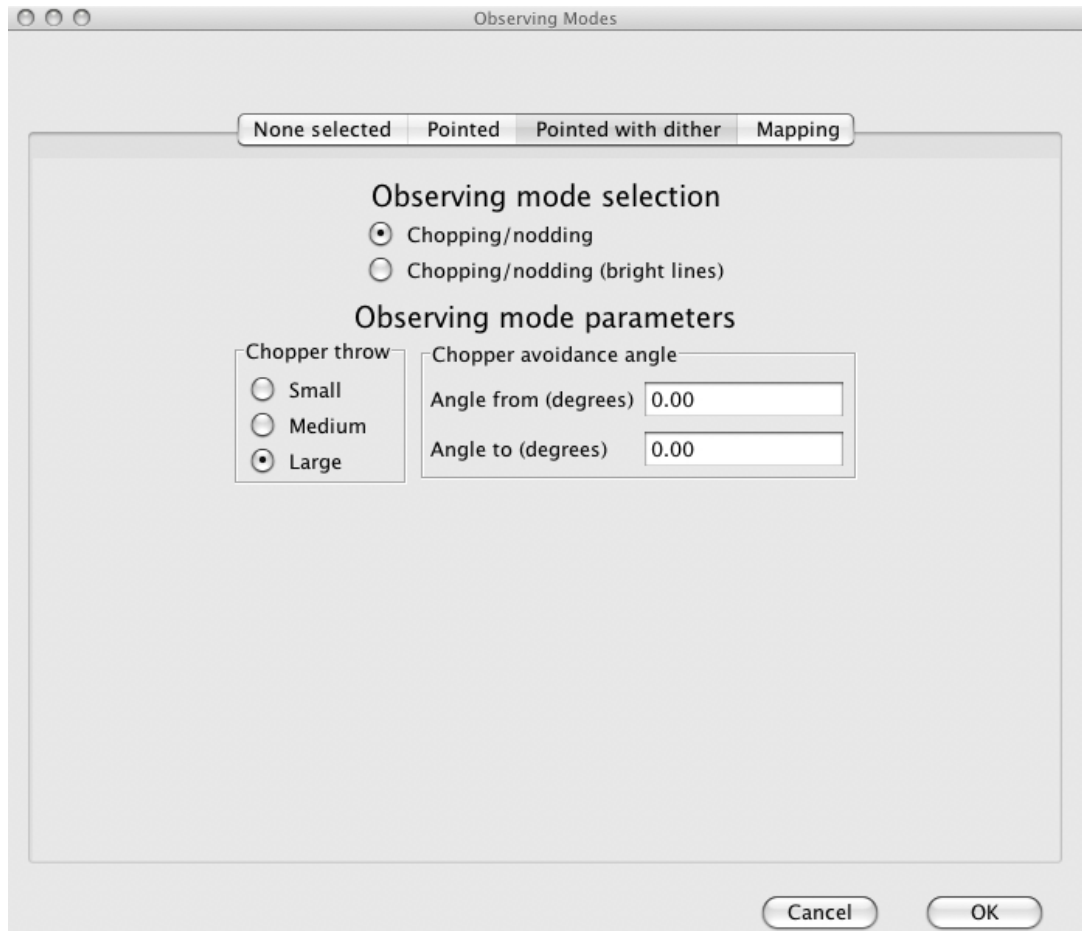 Observing Modes
None selected Pointed Pointed with dither Mapping
Observing mode selection
Chopping/nodding
Chopping/nodding (bright lines)
Observing mode parameters
Chopper throw
Small
Medium
Large
Chopper avoidance angle
Angle from (degrees) 0.00
Angle to (degrees) 0.00
Cancel OK